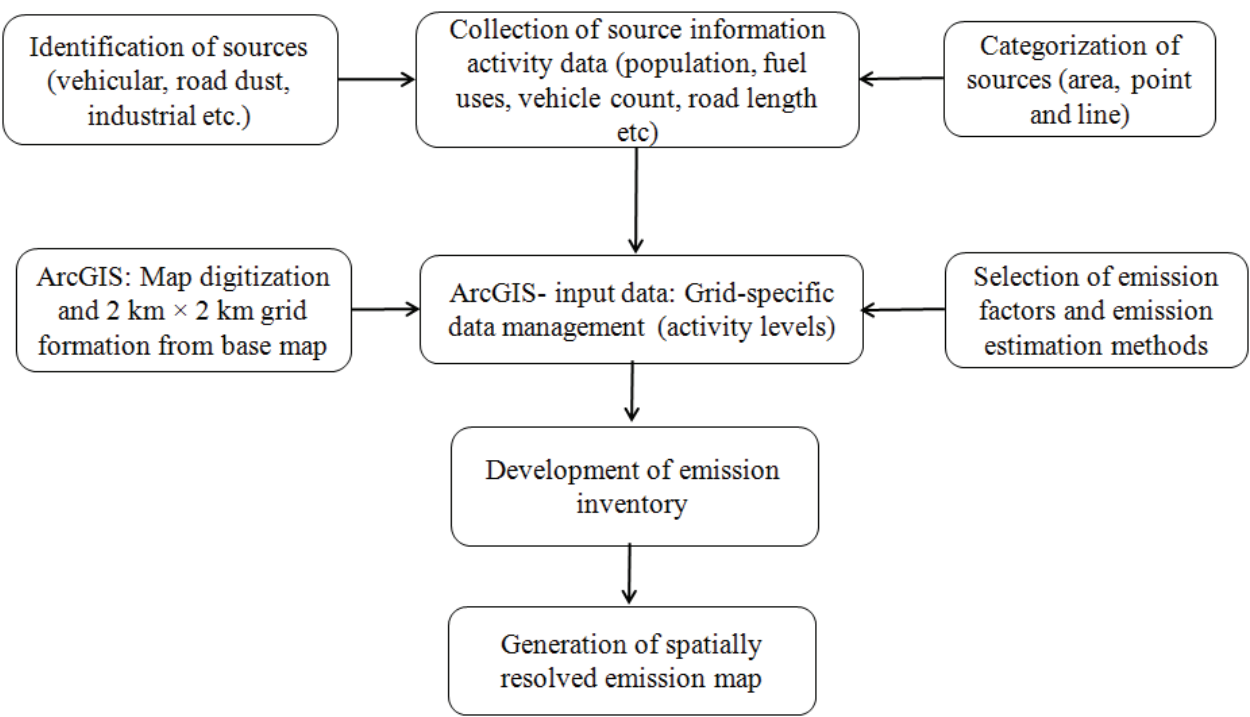 Identification of sources
(vehicular, road dust,
industrial etc.)
Collection of source information
activity data (population, fuel
uses, vehicle count, road length
etc)
Categorization of
sources (area, point
and line)
ArcGIS: Map digitization
and 2 km × 2 km grid
formation from base map
ArcGIS- input data: Grid-specific
data management (activity levels)
Selection of emission
factors and emission
estimation methods
Development of emission
inventory
Generation of spatially
resolved emission map